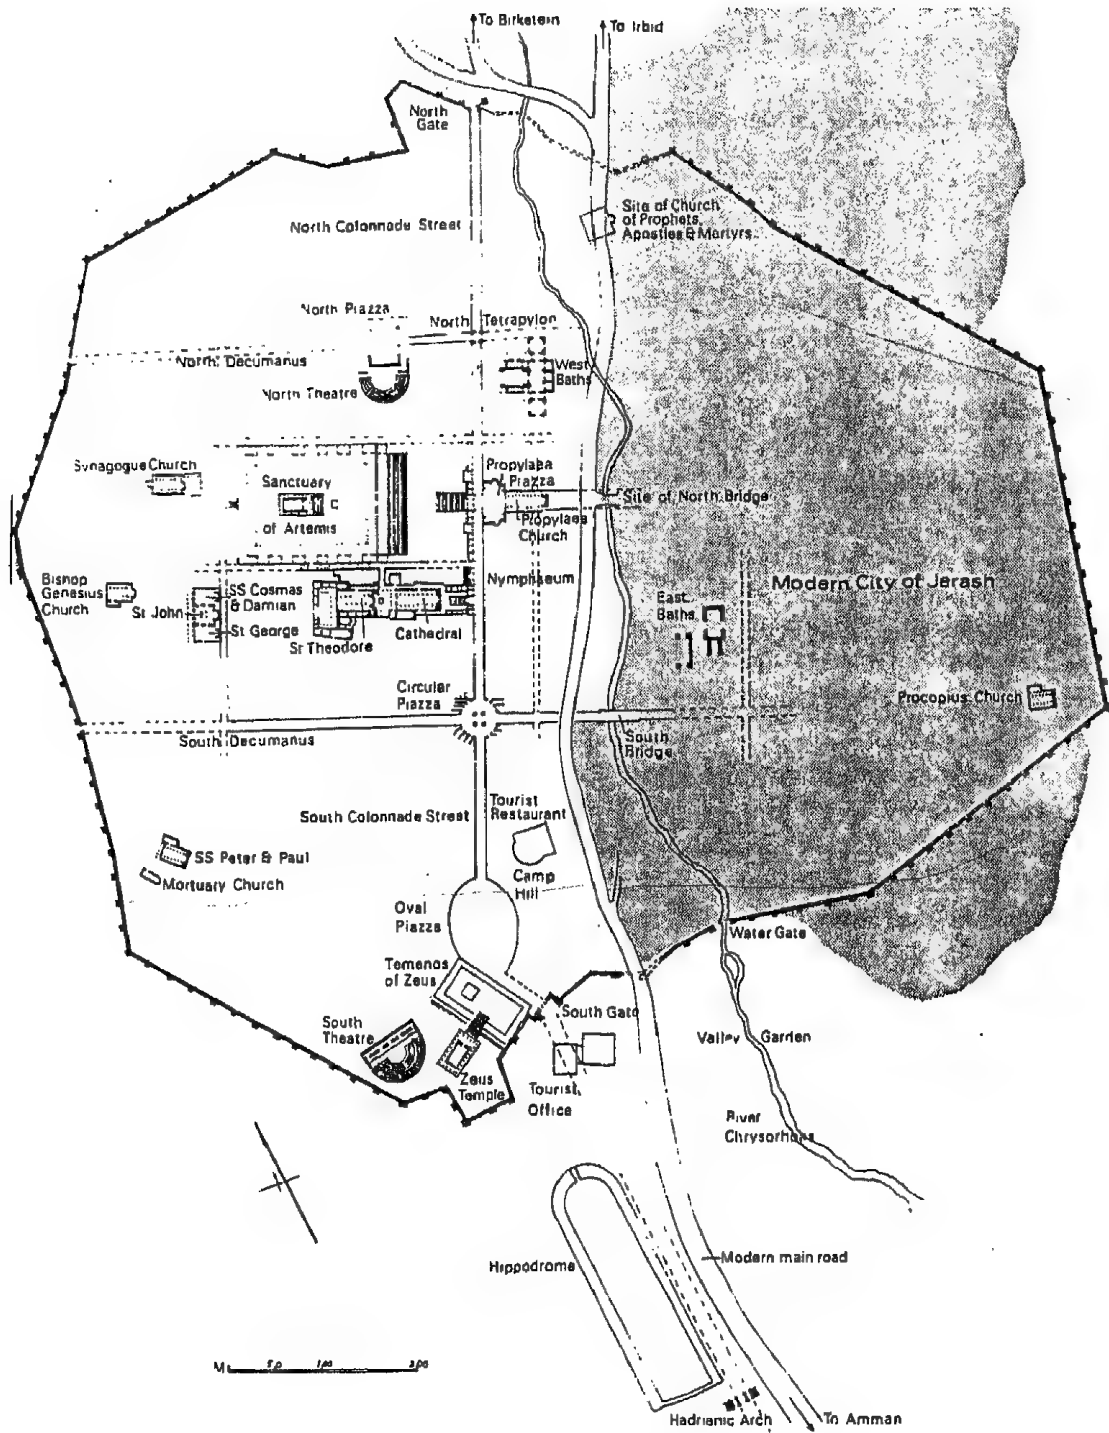 To Birketein
To Irbid
North
Gate
Site of Church
of Prophets,
Apostles & Martyrs
North Colonnade Street
North Piazza
North Tetrapylon
North Decumanus
West
Baths
North Theatre
Synagogue Church
Sanctuary
of Artemis
Propylaea
Piazza
Site of North Bridge
Propylaea
Church
Bishop
Genesius
Church
SS Cosmas
& Damian
St John
St George
St Theodore
Cathedral
Nymphaeum
Modern City of Jerash
East
Baths
Circular
Piazza
Procopius Church
South Decumanus
South
Bridge
South Colonnade Street
Tourist
Restaurant
SS Peter & Paul
Mortuary Church
Camp
Hill
Oval
Piazza
Water Gate
Temenos
of Zeus
South Gate
South
Theatre
Valley Garden
Zeus
Temple
Tourist
Office
River
Chrysorhoas
Hippodrome
Modern main road
M 50 100 200
Hadrianic Arch
To Amman